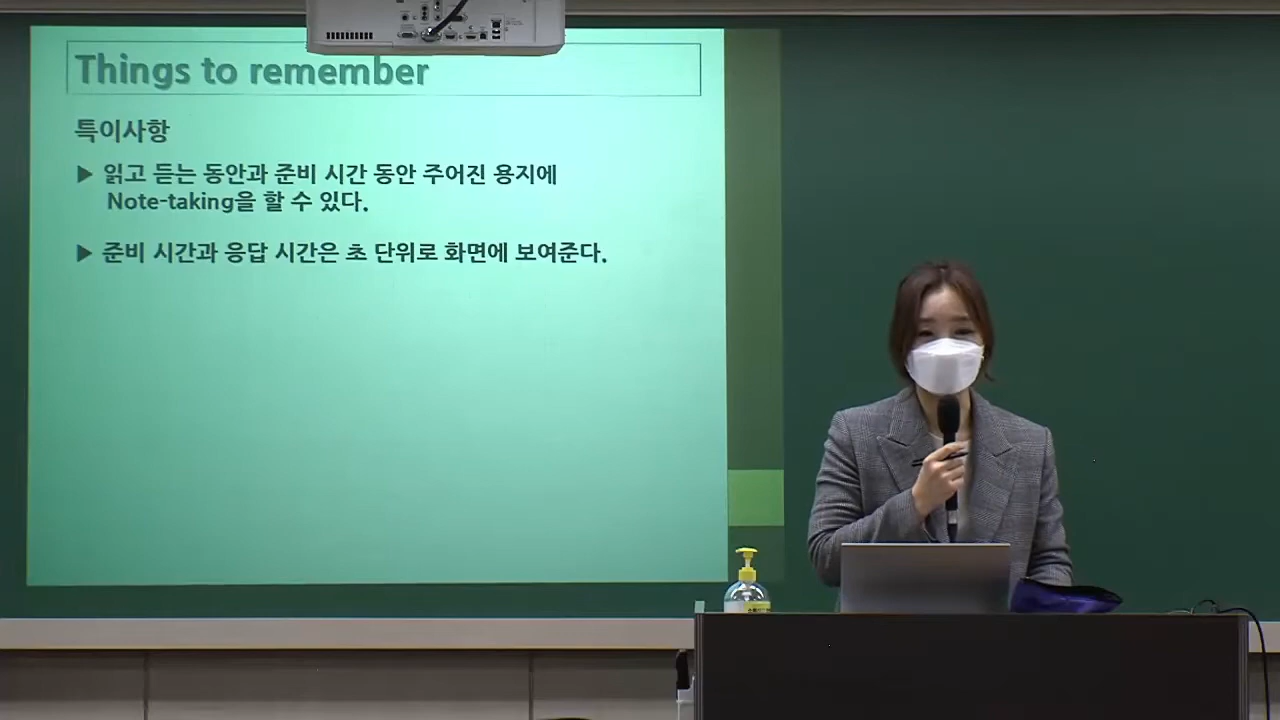 Things to remember
특이사항
▶ 읽고 듣는 동안과 준비 시간 동안 주어진 용지에
Note-taking을 할 수 있다.
▶ 준비 시간과 응답 시간은 초 단위로 화면에 보여준다.